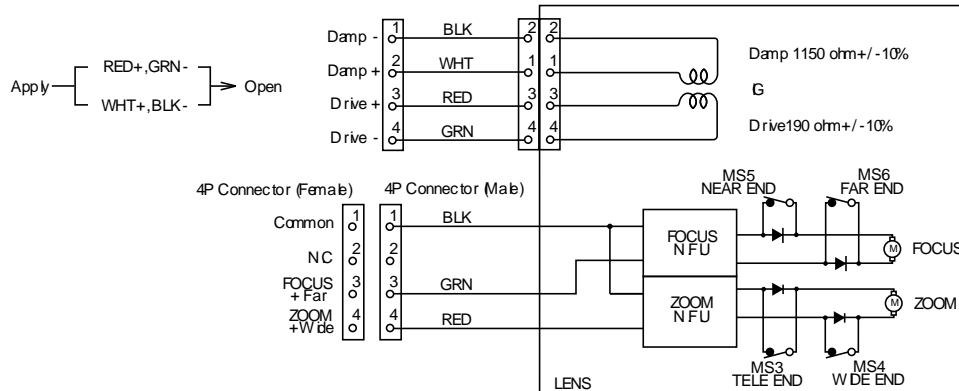 Apply
RED+,GRN-
WHT+,BLK-
Open
Damp - 1 BLK 2 2
Damp + 2 WHT 1 1
Drive + 3 RED 3 3
Drive - 4 GRN 4 4
Damp 1150 ohm+/-10%
IG
Drive190 ohm+/-10%
4P Connector (Female)
4P Connector (Male)
Common 1 1 BLK
NC 2 2
FOCUS
+Far 3 3 GRN
ZOOM
+Wide 4 4 RED
FOCUS
NFU
ZOOM
NFU
MS5
NEAR END
MS6
FAR END
M FOCUS
M ZOOM
MS3
TELE END
MS4
WIDE END
LENS